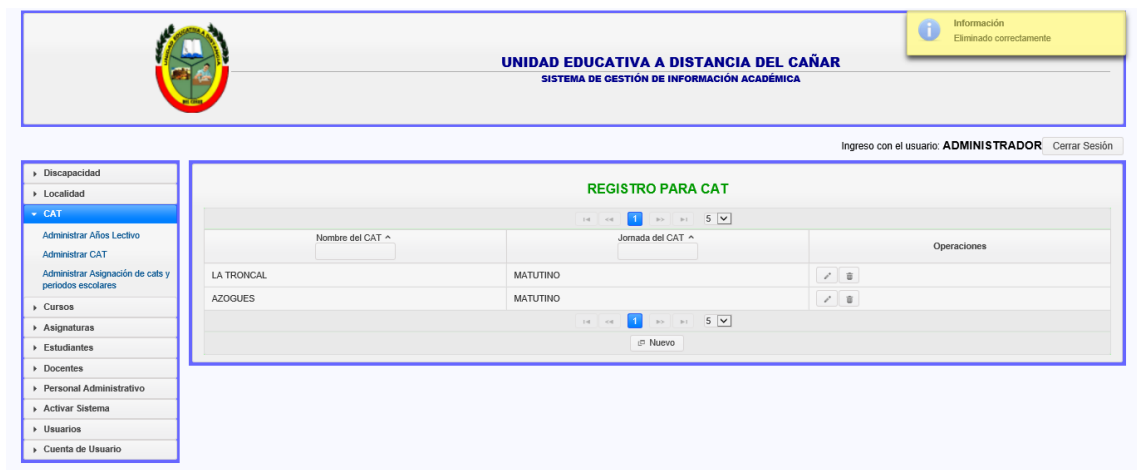 Información
Eliminado correctamente
UNIDAD EDUCATIVA A DISTANCIA DEL CAÑAR
SISTEMA DE GESTIÓN DE INFORMACIÓN ACADÉMICA
Ingreso con el usuario: ADMINISTRADOR Cerrar Sesión
Discapacidad
Localidad
CAT
Administrar Años Lectivo
Administrar CAT
Administrar Asignación de cats y
periodos escolares
Cursos
Asignaturas
Estudiantes
Docentes
Personal Administrativo
Activar Sistema
Usuarios
Cuenta de Usuario
REGISTRO PARA CAT
1 5
Nombre del CAT Jornada del CAT Operaciones
LA TRONCAL MATUTINO
AZOGUES MATUTINO
1 5
Nuevo